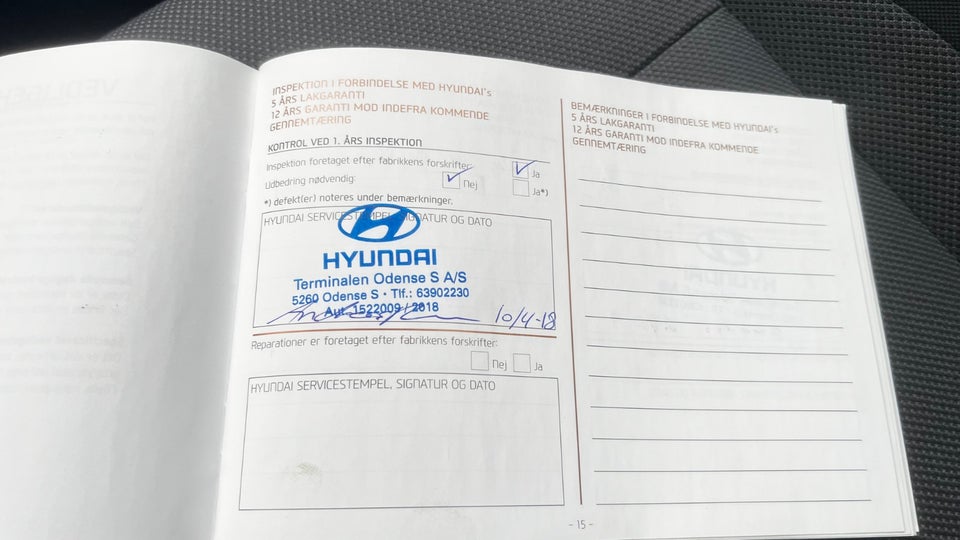 INSPEKTION I FORBINDELSE MED HYUNDAI's
5 ÅRS LAKGARANTI
12 ÅRS GARANTI MOD INDEFRA KOMMENDE
GENNEMTÆRING
KONTROL VED 1. ÅRS INSPEKTION
Inspektion foretaget efter fabrikkens forskrifter: Ja
Udbedring nødvendig: Nej Ja*)
*) defekt(er) noteres under bemærkninger.
HYUNDAI SERVICESTEMPEL, SIGNATUR OG DATO
HYUNDAI
Terminalen Odense S A/S
5260 Odense S • Tlf.: 63902230
Aut. 1522009 / 2018
10/4-18
Reparationer er foretaget efter fabrikkens forskrifter:
Nej Ja
HYUNDAI SERVICESTEMPEL, SIGNATUR OG DATO
BEMÆRKNINGER I FORBINDELSE MED HYUNDAI's
5 ÅRS LAKGARANTI
12 ÅRS GARANTI MOD INDEFRA KOMMENDE
GENNEMTÆRING
- 15 -